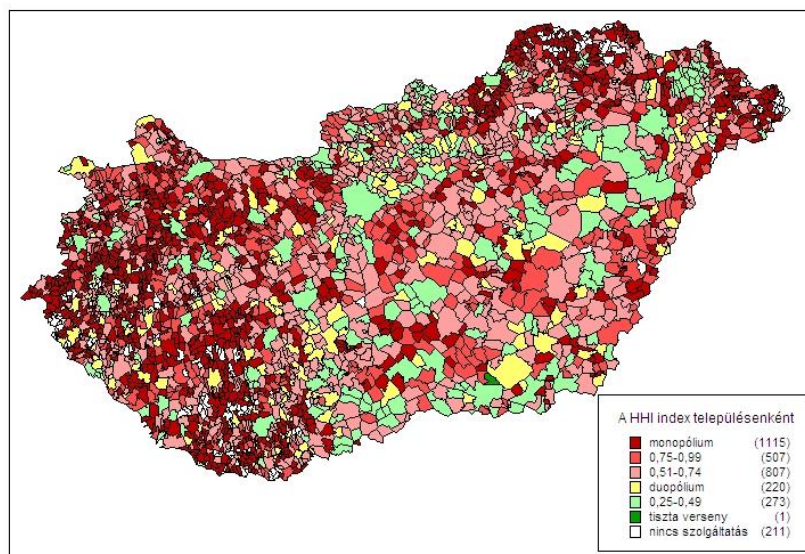 A HHI index településenként
monopólium (1115)
0,75-0,99 (507)
0,51-0,74 (807)
duopólium (220)
0,25-0,49 (273)
tiszta verseny (1)
nincs szolgáltatás (211)